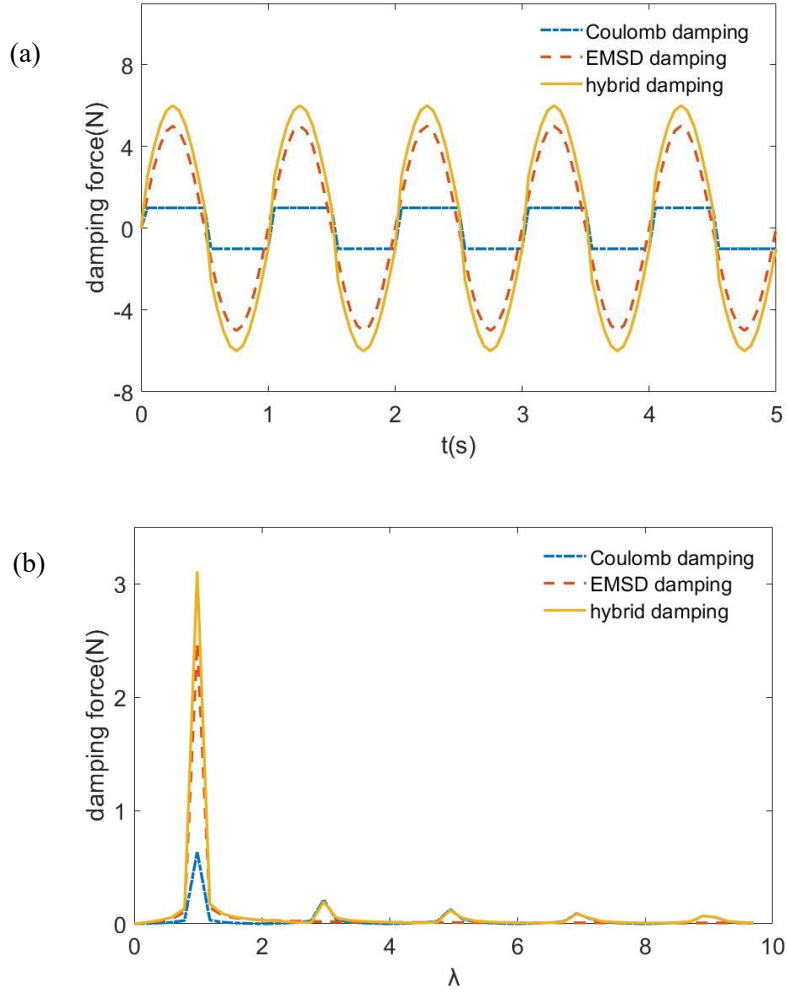 (a)
Coulomb damping
EMSD damping
hybrid damping
damping force(N)
8
4
0
-4
-8
0 1 2 3 4 5
t(s)
(b)
Coulomb damping
EMSD damping
hybrid damping
damping force(N)
3
2
1
0
0 2 4 6 8 10
λ